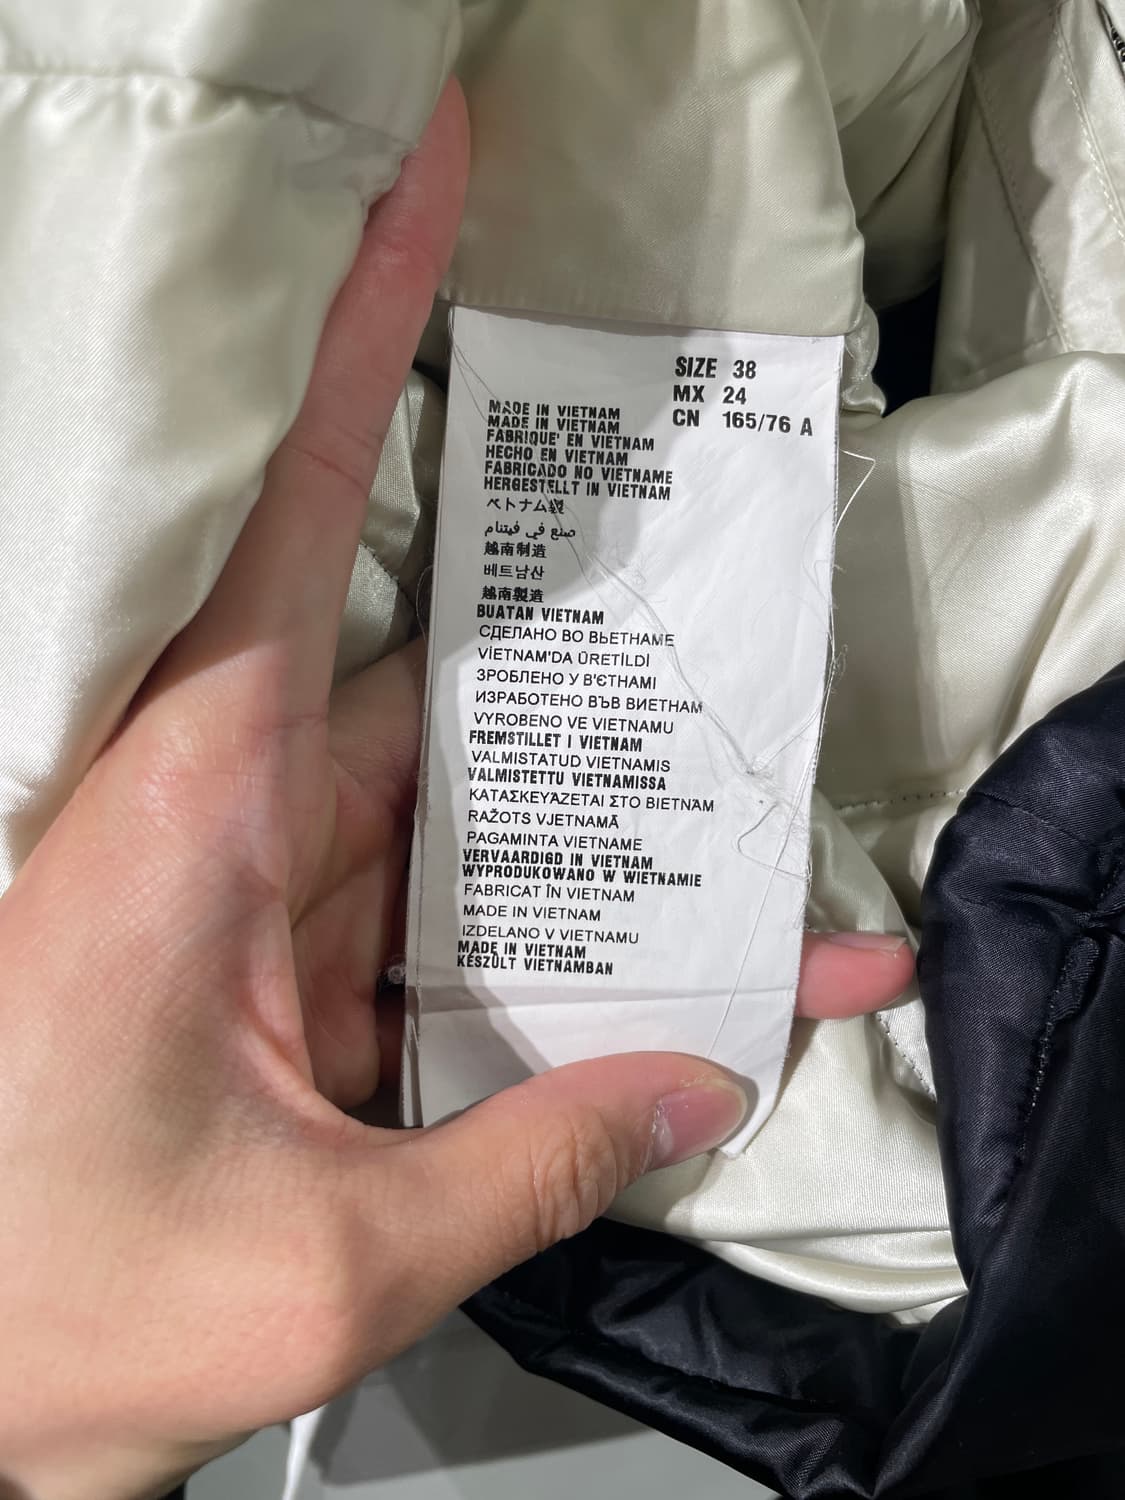 SIZE 38
MX 24
CN 165/76 A
MADE IN VIETNAM
MADE IN VIETNAM
FABRIQUE' EN VIETNAM
HECHO EN VIETNAM
FABRICADO NO VIETNAME
HERGESTELLT IN VIETNAM
ベトナム製
صنع في فيتنام
越南制造
베트남산
越南製造
BUATAN VIETNAM
СДЕЛАНО ВО ВЬЕТНАМЕ
VİETNAM'DA ÜRETİLDİ
ЗРОБЛЕНО У В'ЄТНАМІ
ИЗРАБОТЕНО ВЪВ ВИЕТНАМ
VYROBENO VE VIETNAMU
FREMSTILLET I VIETNAM
VALMISTATUD VIETNAMIS
VALMISTETTU VIETNAMISSA
ΚΑΤΑΣΚΕΥΆΖΕΤΑΙ ΣΤΟ ΒΙΕΤΝΆΜ
RAŽOTS VJETNAMĀ
PAGAMINTA VIETNAME
VERVAARDIGD IN VIETNAM
WYPRODUKOWANO W WIETNAMIE
FABRICAT ÎN VIETNAM
MADE IN VIETNAM
IZDELANO V VIETNAMU
MADE IN VIETNAM
KÉSZÜLT VIETNAMBAN